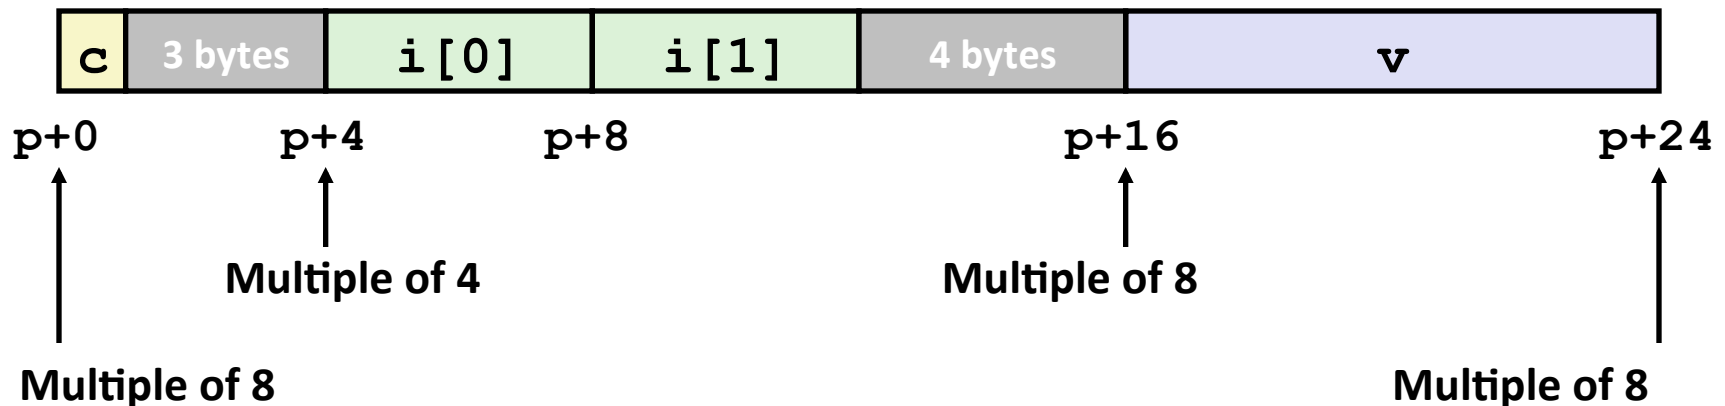 c 3 bytes i[0] i[1] 4 bytes v
p+0 p+4 p+8 p+16 p+24
Multiple of 4 Multiple of 8
Multiple of 8 Multiple of 8